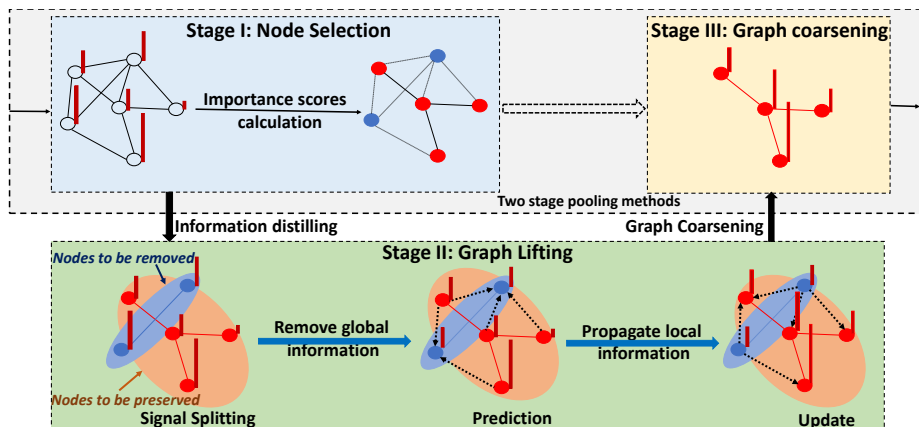 Stage I: Node Selection
Stage III: Graph coarsening
Importance scores
calculation
Two stage pooling methods
Information distilling
Graph Coarsening
Stage II: Graph Lifting
Nodes to be removed
Remove global
information
Propagate local
information
Nodes to be preserved
Signal Splitting
Prediction
Update